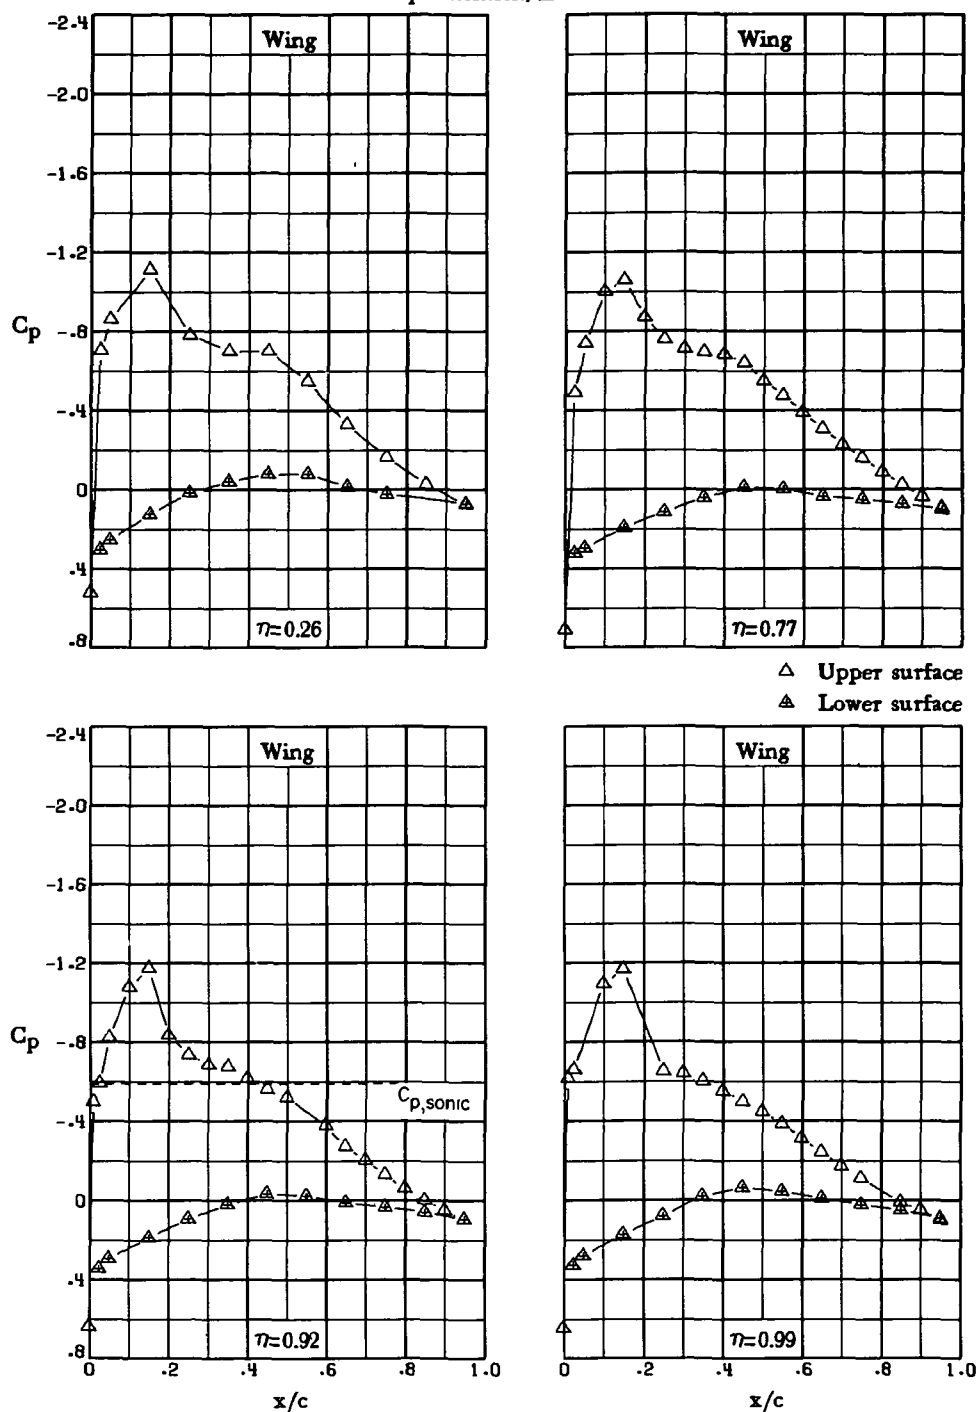 Wing
Wing
-2.4
-2.0
-1.6
-1.2
Cp
-.8
-.4
0
.4
.8
η=0.26
η=0.77
Upper surface
Lower surface
Wing
Wing
-2.4
-2.0
-1.6
-1.2
Cp
-.8
Cp,sonic
-.4
0
.4
.8
η=0.92
η=0.99
0 .2 .4 .6 .8 1.0
0 .2 .4 .6 .8 1.0
x/c
x/c